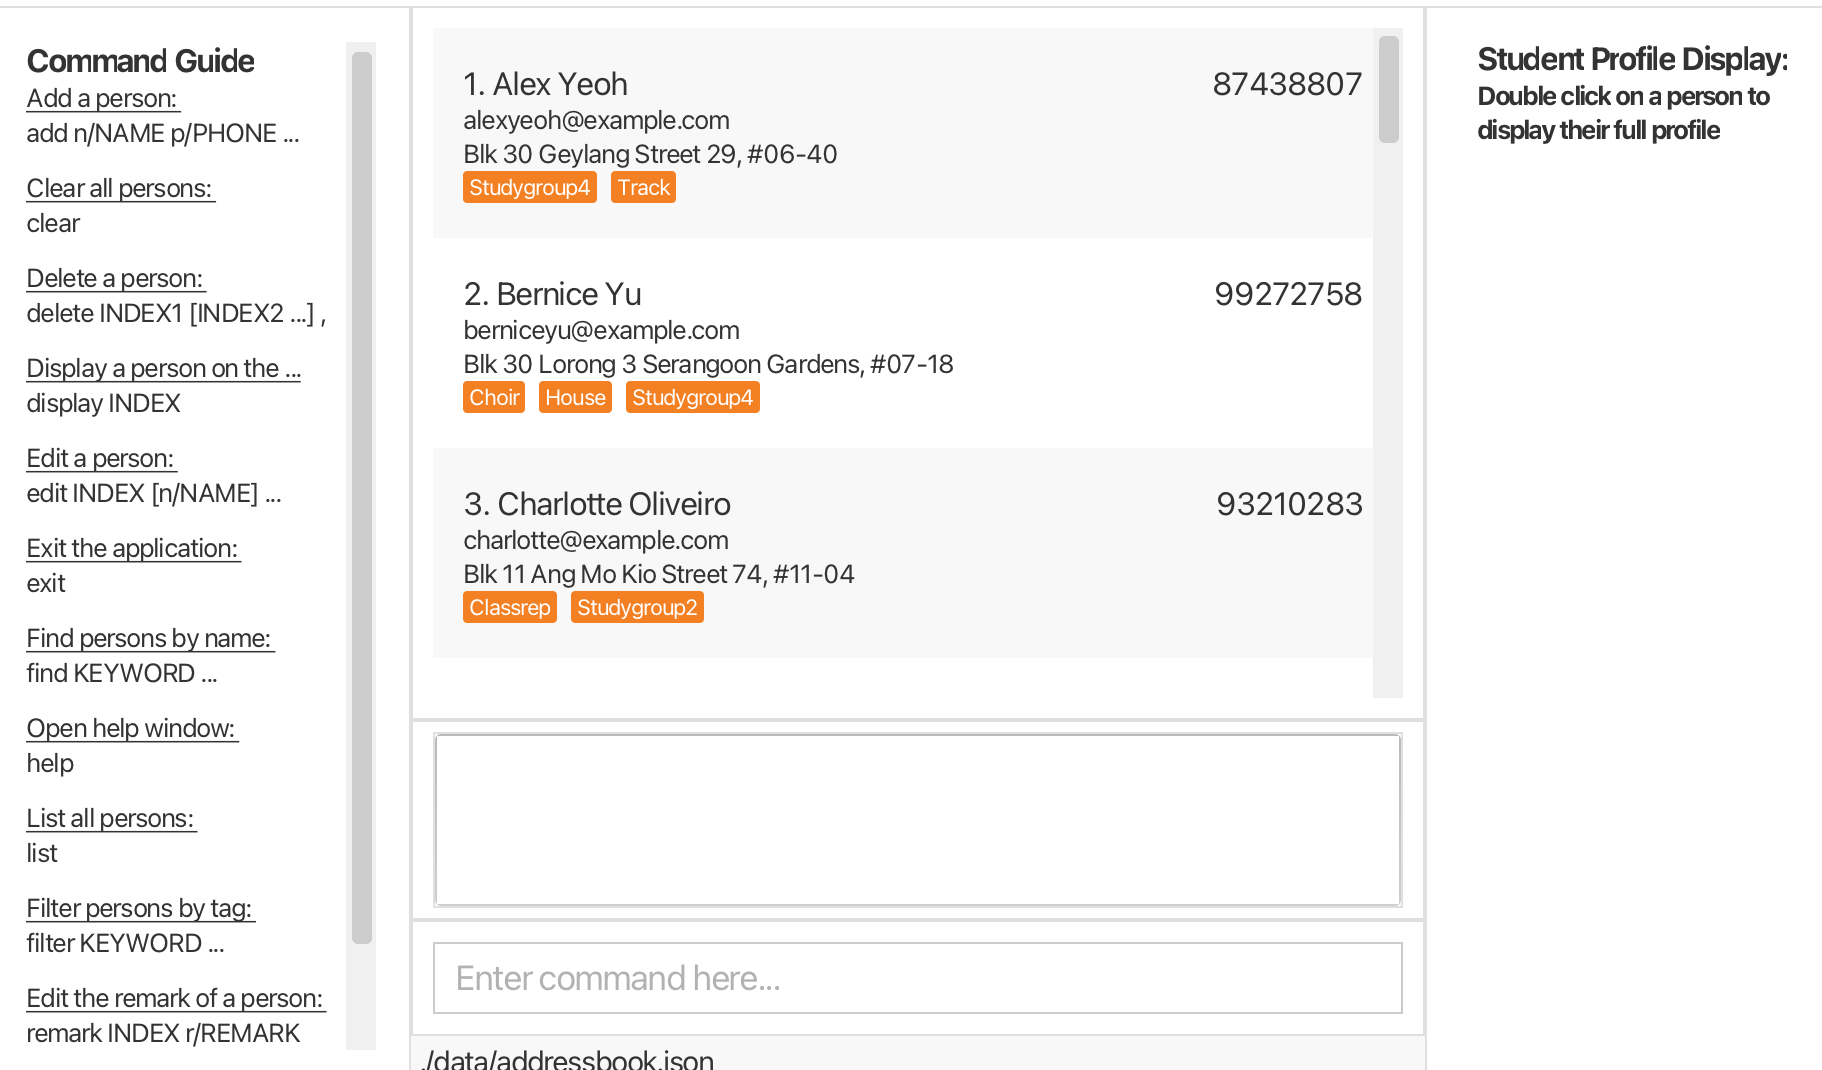 Command Guide
Add a person:
add n/NAME p/PHONE ...
Clear all persons:
clear
Delete a person:
delete INDEX1 [INDEX2 ...] ,
Display a person on the ...
display INDEX
Edit a person:
edit INDEX [n/NAME] ...
Exit the application:
exit
Find persons by name:
find KEYWORD ...
Open help window:
help
List all persons:
list
Filter persons by tag:
filter KEYWORD ...
Edit the remark of a person:
remark INDEX r/REMARK
1. Alex Yeoh 87438807
alexyeoh@example.com
Blk 30 Geylang Street 29, #06-40
Studygroup4 Track
2. Bernice Yu 99272758
berniceyu@example.com
Blk 30 Lorong 3 Serangoon Gardens, #07-18
Choir House Studygroup4
3. Charlotte Oliveiro 93210283
charlotte@example.com
Blk 11 Ang Mo Kio Street 74, #11-04
Classrep Studygroup2
Enter command here...
./data/addressbook.json
Student Profile Display:
Double click on a person to
display their full profile